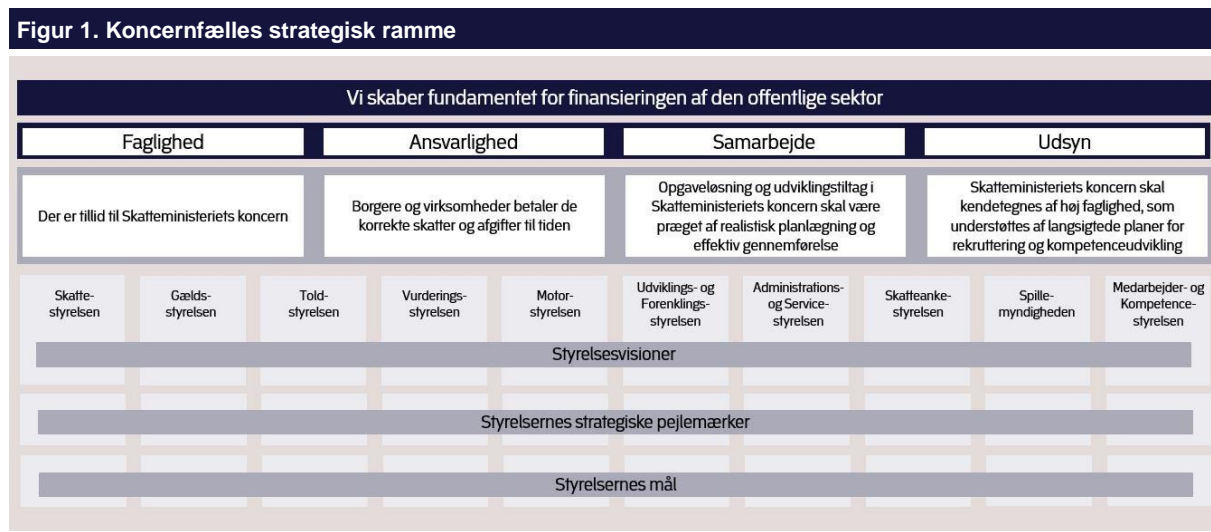 Figur 1. Koncernfælles strategisk ramme
Vi skaber fundamentet for finansieringen af den offentlige sektor
Faglighed
Ansvarlighed
Samarbejde
Udsyn
Der er tillid til Skatteministeriets koncern
Borgere og virksomheder betaler de
korrekte skatter og afgifter til tiden
Opgaveløsning og udviklingstiltag i
Skatteministeriets koncern skal være
præget af realistisk planlægning og
effektiv gennemførelse
Skatteministeriets koncern skal
kendetegnes af høj faglighed, som
understøttes af langsigtede planer for
rekruttering og kompetenceudvikling
Skatte-
styrelsen
Gælds-
styrelsen
Told-
styrelsen
Vurderings-
styrelsen
Motor-
styrelsen
Udviklings- og
Forenklings-
styrelsen
Administrations-
og Service-
styrelsen
Skatteanke-
styrelsen
Spille-
myndigheden
Medarbejder- og
Kompetence-
styrelsen
Styrelsesvisioner
Styrelsernes strategiske pejlemærker
Styrelsernes mål